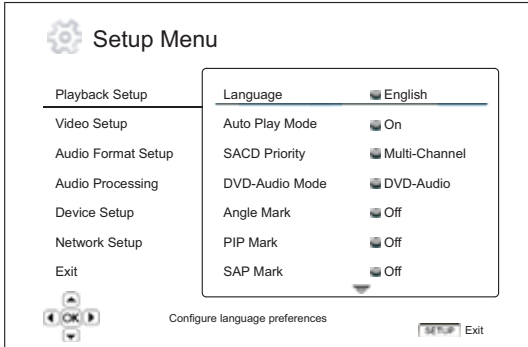 Setup Menu
Playback Setup
Video Setup
Audio Format Setup
Audio Processing
Device Setup
Network Setup
Exit
Language English
Auto Play Mode On
SACD Priority Multi-Channel
DVD-Audio Mode DVD-Audio
Angle Mark Off
PIP Mark Off
SAP Mark Off
OK
Configure language preferences
SETUP Exit